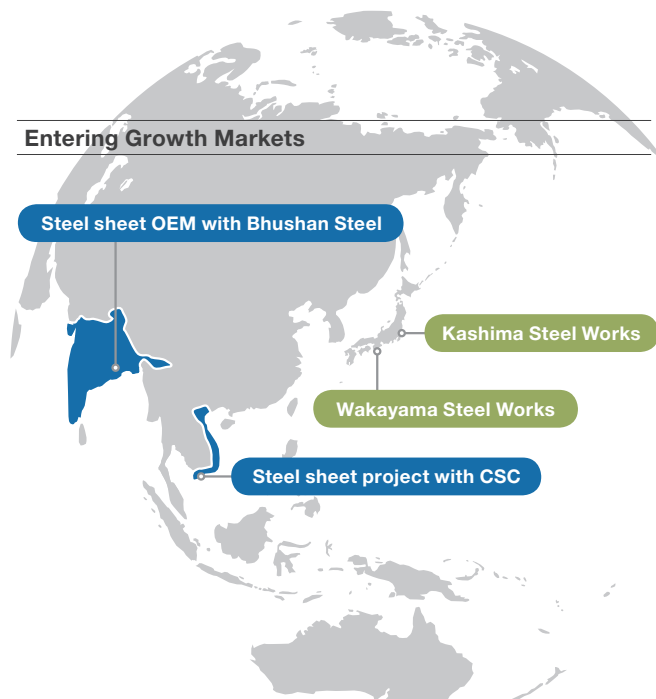 Entering Growth Markets
Steel sheet OEM with Bhushan Steel
Kashima Steel Works
Wakayama Steel Works
Steel sheet project with CSC